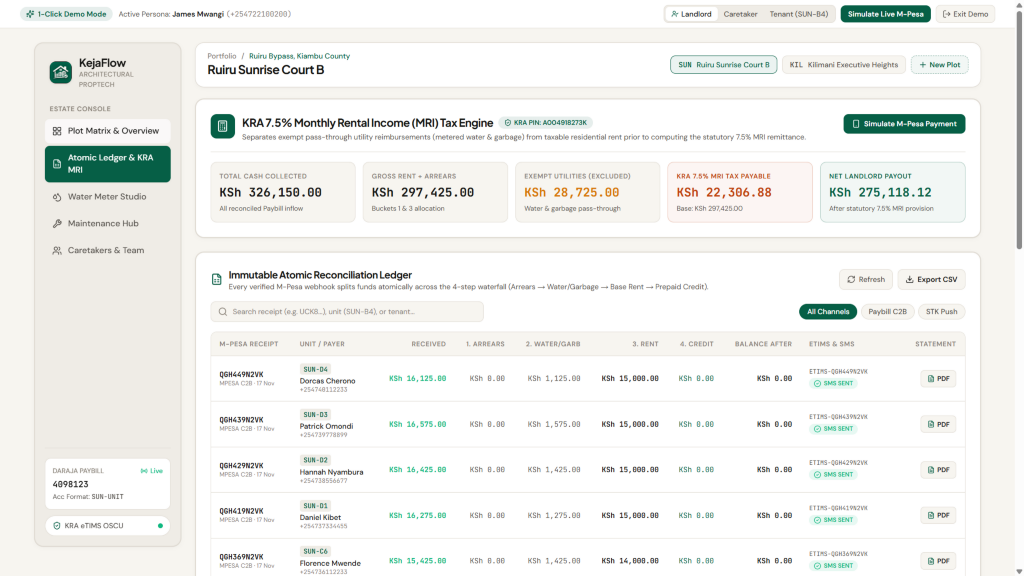 1-Click Demo Mode Active Persona: James Mwangi (+254722100200)
Landlord Caretaker Tenant (SUN-B4) Simulate Live M-Pesa Exit Demo
KejaFlow
ARCHITECTURAL
PROPTECH
ESTATE CONSOLE
Plot Matrix & Overview
Atomic Ledger & KRA
MRI
Water Meter Studio
Maintenance Hub
Caretakers & Team
DARAJA PAYBILL Live
4098123
Acc Format: SUN-UNIT
KRA eTIMS OSCU
Portfolio / Ruiru Bypass, Kiambu County
Ruiru Sunrise Court B
SUN Ruiru Sunrise Court B KIL Kilimani Executive Heights + New Plot
KRA 7.5% Monthly Rental Income (MRI) Tax Engine KRA PIN: A004918273K
Separates exempt pass-through utility reimbursements (metered water & garbage) from taxable residential rent prior to computing the statutory 7.5% MRI remittance.
Simulate M-Pesa Payment
TOTAL CASH COLLECTED
KSh 326,150.00
All reconciled Paybill inflow
GROSS RENT + ARREARS
KSh 297,425.00
Buckets 1 & 3 allocation
EXEMPT UTILITIES (EXCLUDED)
KSh 28,725.00
Water & garbage pass-through
KRA 7.5% MRI TAX PAYABLE
KSh 22,306.88
Base: KSh 297,425.00
NET LANDLORD PAYOUT
KSh 275,118.12
After statutory 7.5% MRI provision
Immutable Atomic Reconciliation Ledger
Every verified M-Pesa webhook splits funds atomically across the 4-step waterfall (Arrears → Water/Garbage → Base Rent → Prepaid Credit).
Refresh Export CSV
Search receipt (e.g. UCK8...), unit (SUN-B4), or tenant...
All Channels Paybill C2B STK Push
M-PESA RECEIPT UNIT / PAYER RECEIVED 1. ARREARS 2. WATER/GARB 3. RENT 4. CREDIT BALANCE AFTER ETIMS & SMS STATEMENT
QGH449N2VK
MPESA C2B · 17 Nov
SUN-D4
Dorcas Cherono
+254740112233
KSh 16,125.00 KSh 0.00 KSh 1,125.00 KSh 15,000.00 KSh 0.00 KSh 0.00
ETIMS-QGH449N2VK
SMS SENT
PDF
QGH439N2VK
MPESA C2B · 17 Nov
SUN-D3
Patrick Omondi
+254739778899
KSh 16,575.00 KSh 0.00 KSh 1,575.00 KSh 15,000.00 KSh 0.00 KSh 0.00
ETIMS-QGH439N2VK
SMS SENT
PDF
QGH429N2VK
MPESA C2B · 17 Nov
SUN-D2
Hannah Nyambura
+254738556677
KSh 16,425.00 KSh 0.00 KSh 1,425.00 KSh 15,000.00 KSh 0.00 KSh 0.00
ETIMS-QGH429N2VK
SMS SENT
PDF
QGH419N2VK
MPESA C2B · 17 Nov
SUN-D1
Daniel Kibet
+254737334455
KSh 16,275.00 KSh 0.00 KSh 1,275.00 KSh 15,000.00 KSh 0.00 KSh 0.00
ETIMS-QGH419N2VK
SMS SENT
PDF
QGH369N2VK
MPESA C2B · 17 Nov
SUN-C6
Florence Mwende
+254736112233
KSh 15,425.00 KSh 0.00 KSh 1,425.00 KSh 14,000.00 KSh 0.00 KSh 0.00
ETIMS-QGH369N2VK
SMS SENT
PDF